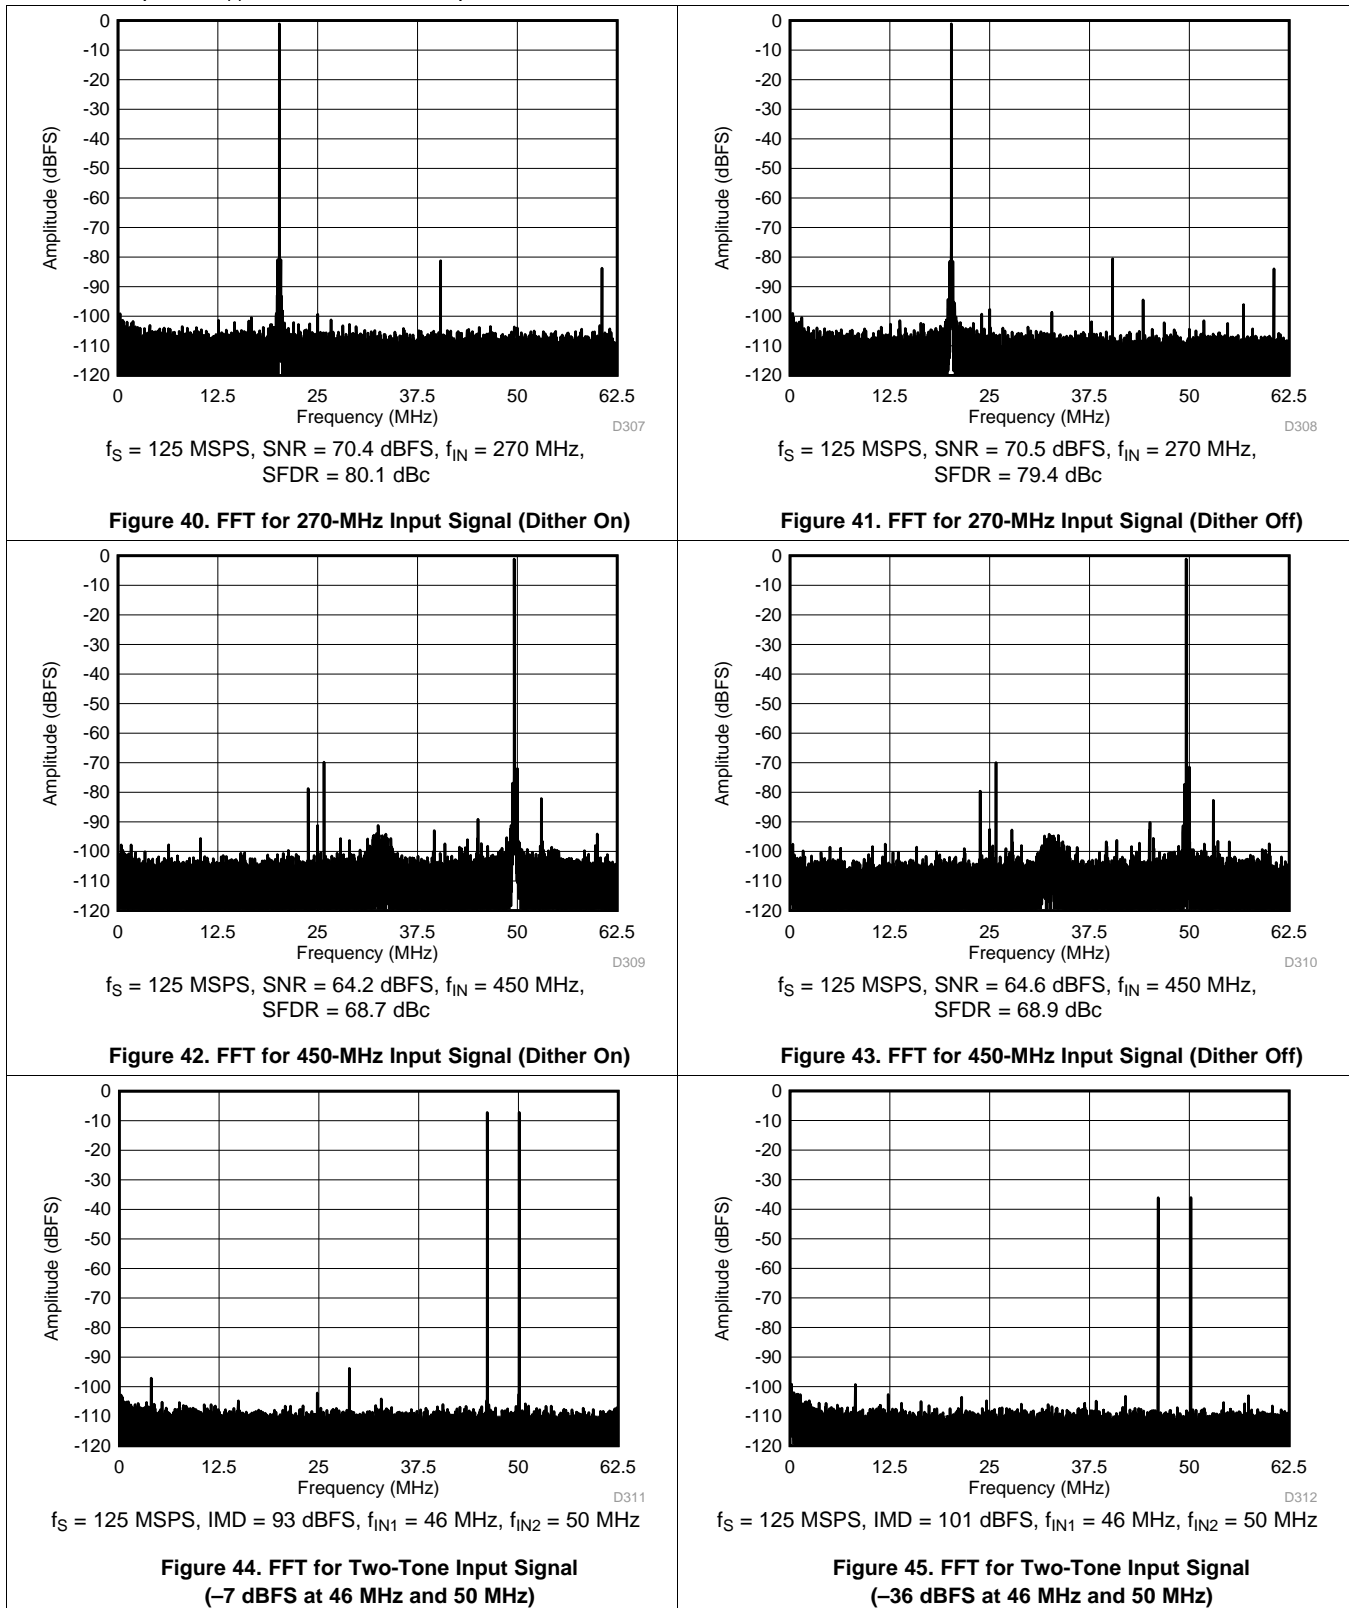 0
-10
-20
-30
-40
-50
-60
-70
-80
-90
-100
-110
-120
Amplitude (dBFS)
0 12.5 25 37.5 50 62.5
Frequency (MHz)
D307
fS = 125 MSPS, SNR = 70.4 dBFS, fIN = 270 MHz,
SFDR = 80.1 dBc
Figure 40. FFT for 270-MHz Input Signal (Dither On)
0
-10
-20
-30
-40
-50
-60
-70
-80
-90
-100
-110
-120
Amplitude (dBFS)
0 12.5 25 37.5 50 62.5
Frequency (MHz)
D308
fS = 125 MSPS, SNR = 70.5 dBFS, fIN = 270 MHz,
SFDR = 79.4 dBc
Figure 41. FFT for 270-MHz Input Signal (Dither Off)
0
-10
-20
-30
-40
-50
-60
-70
-80
-90
-100
-110
-120
Amplitude (dBFS)
0 12.5 25 37.5 50 62.5
Frequency (MHz)
D309
fS = 125 MSPS, SNR = 64.2 dBFS, fIN = 450 MHz,
SFDR = 68.7 dBc
Figure 42. FFT for 450-MHz Input Signal (Dither On)
0
-10
-20
-30
-40
-50
-60
-70
-80
-90
-100
-110
-120
Amplitude (dBFS)
0 12.5 25 37.5 50 62.5
Frequency (MHz)
D310
fS = 125 MSPS, SNR = 64.6 dBFS, fIN = 450 MHz,
SFDR = 68.9 dBc
Figure 43. FFT for 450-MHz Input Signal (Dither Off)
0
-10
-20
-30
-40
-50
-60
-70
-80
-90
-100
-110
-120
Amplitude (dBFS)
0 12.5 25 37.5 50 62.5
Frequency (MHz)
D311
fS = 125 MSPS, IMD = 93 dBFS, fIN1 = 46 MHz, fIN2 = 50 MHz
Figure 44. FFT for Two-Tone Input Signal
(–7 dBFS at 46 MHz and 50 MHz)
0
-10
-20
-30
-40
-50
-60
-70
-80
-90
-100
-110
-120
Amplitude (dBFS)
0 12.5 25 37.5 50 62.5
Frequency (MHz)
D312
fS = 125 MSPS, IMD = 101 dBFS, fIN1 = 46 MHz, fIN2 = 50 MHz
Figure 45. FFT for Two-Tone Input Signal
(–36 dBFS at 46 MHz and 50 MHz)